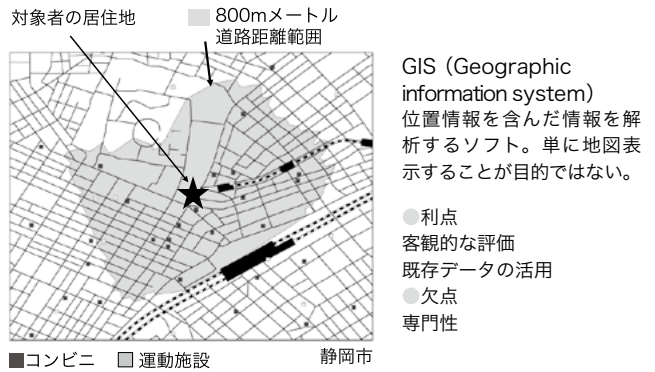 対象者の居住地
800mメートル
道路距離範囲
GIS（Geographic
information system）
位置情報を含んだ情報を解
析するソフト。単に地図表
示することが目的ではない。
●利点
客観的な評価
既存データの活用
●欠点
専門性
■コンビニ
■運動施設
静岡市